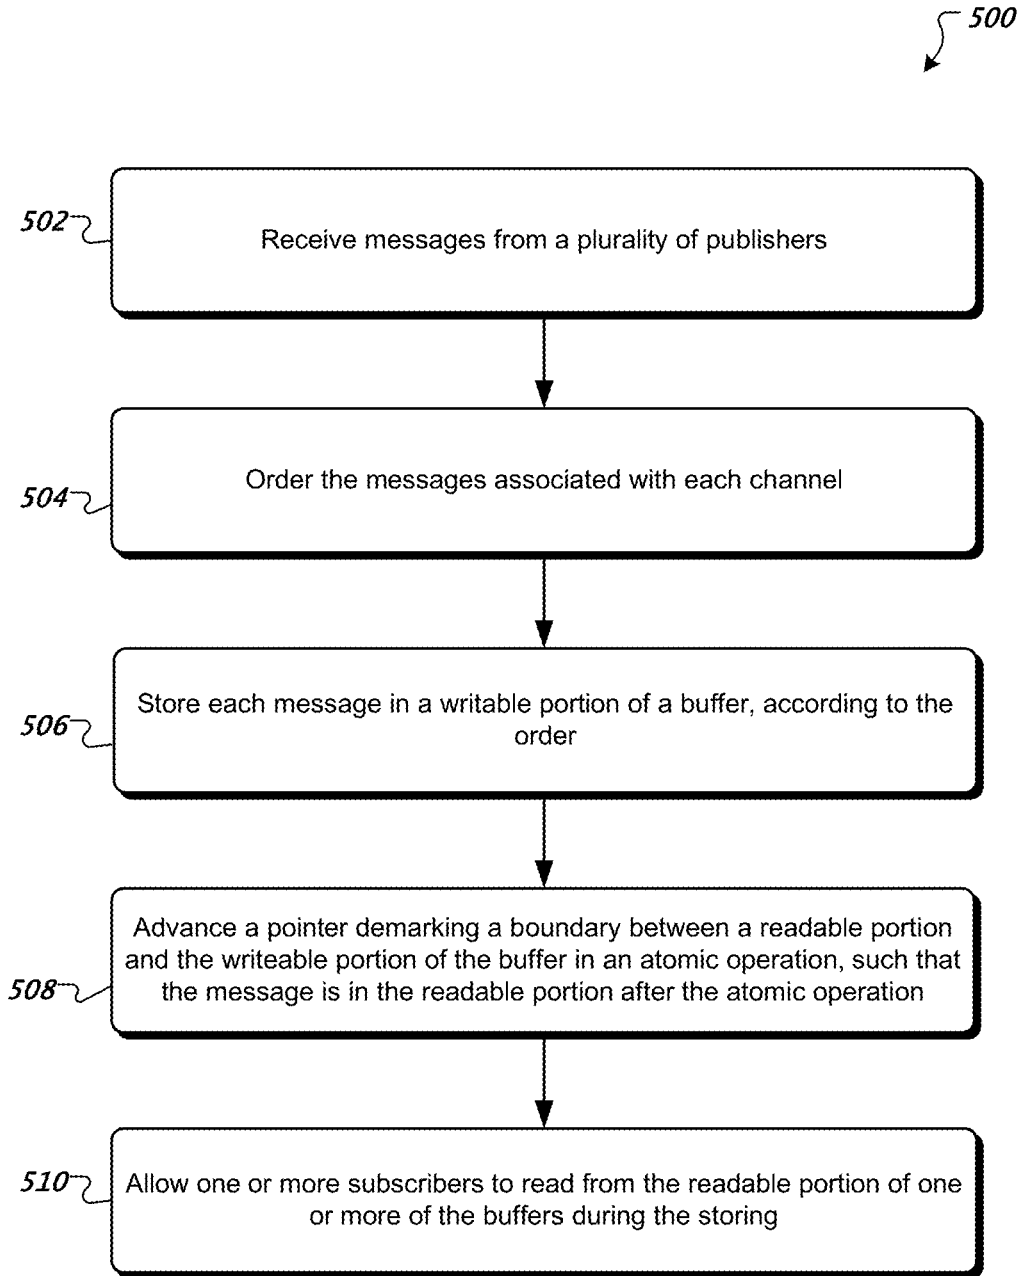 500
502
Receive messages from a plurality of publishers
504
Order the messages associated with each channel
506
Store each message in a writable portion of a buffer, according to the
order
508
Advance a pointer demarking a boundary between a readable portion
and the writeable portion of the buffer in an atomic operation, such that
the message is in the readable portion after the atomic operation
510
Allow one or more subscribers to read from the readable portion of one
or more of the buffers during the storing